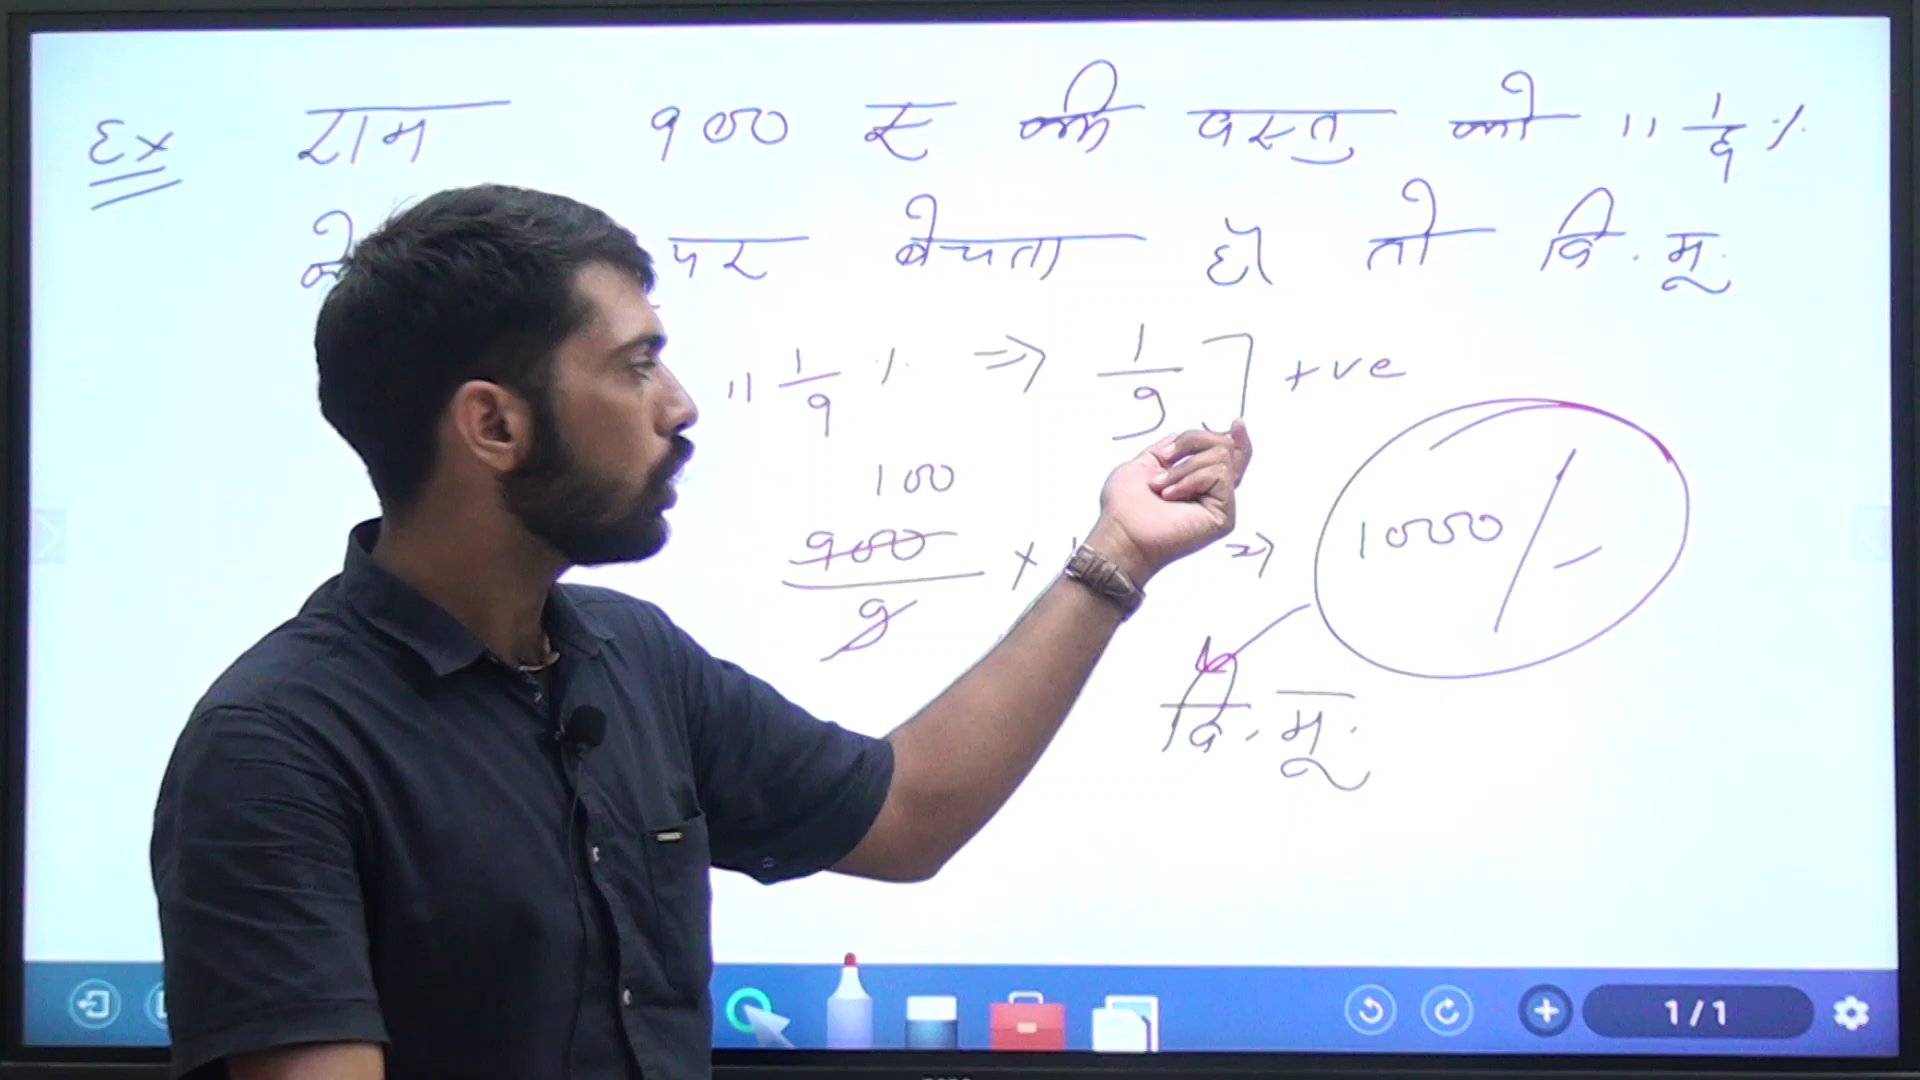 Ex राम 900 रु की वस्तु को 11 1/9 %
के पर बेचता हो तो वि. मू.
11 1/9 % ⇒ 1/9 ] +ve
100
900/9 × ⇒ 1000/-
वि. मू.
1/1